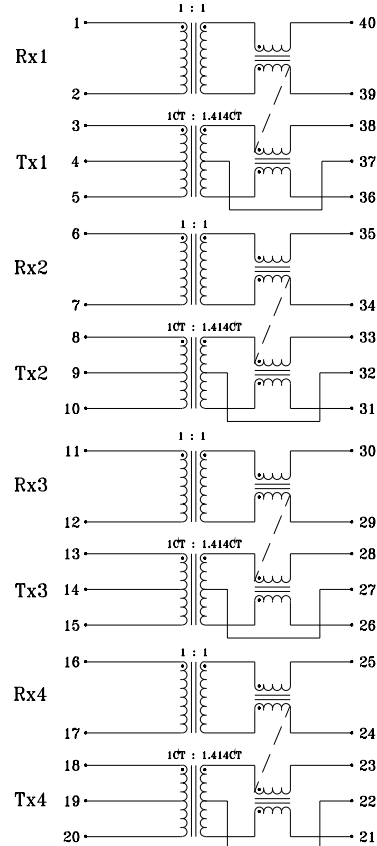 1 : 1
1 40
Rx1
2 39
1CT : 1.414CT
3 38
Tx1 4 37
5 36
1 : 1
6 35
Rx2
7 34
1CT : 1.414CT
8 33
Tx2 9 32
10 31
1 : 1
11 30
Rx3
12 29
1CT : 1.414CT
13 28
Tx3 14 27
15 26
1 : 1
16 25
Rx4
17 24
1CT : 1.414CT
18 23
Tx4 19 22
20 21